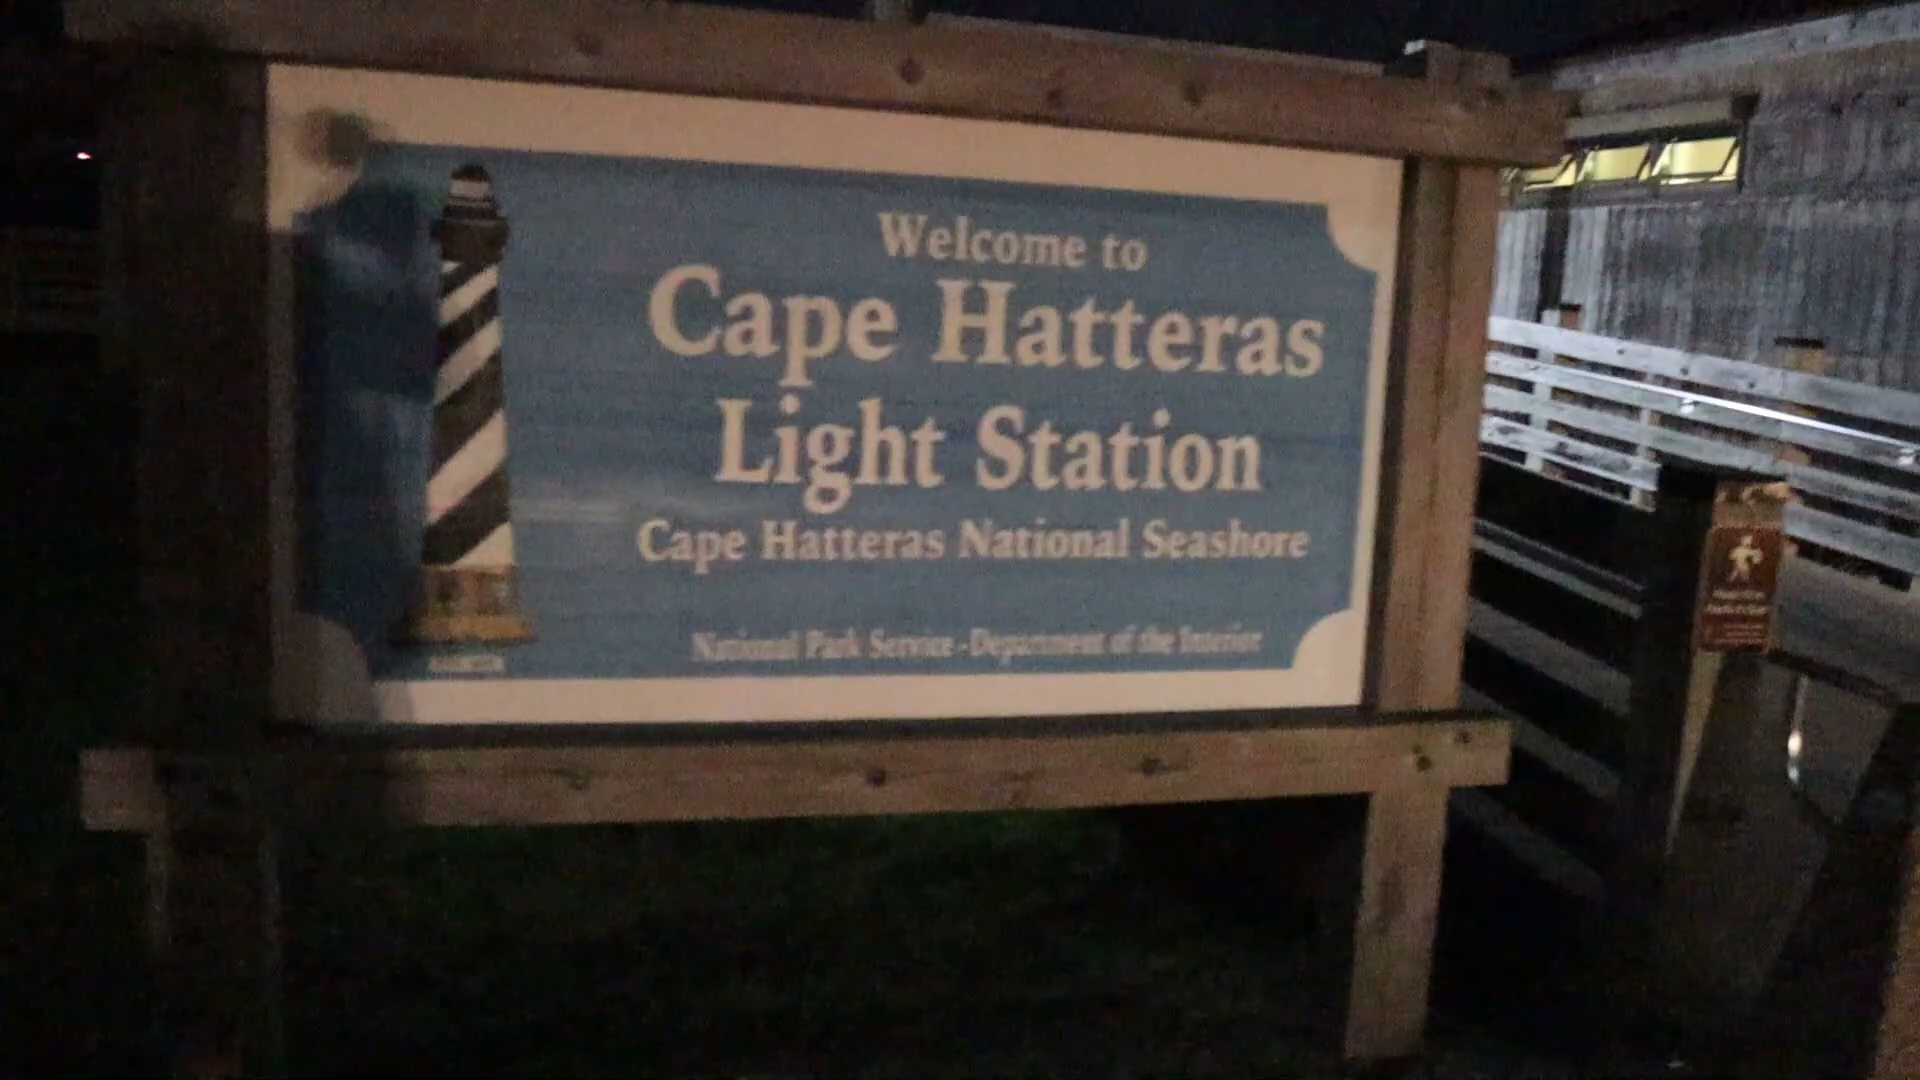 Welcome to
Cape Hatteras
Light Station
Cape Hatteras National Seashore
National Park Service - Department of the Interior